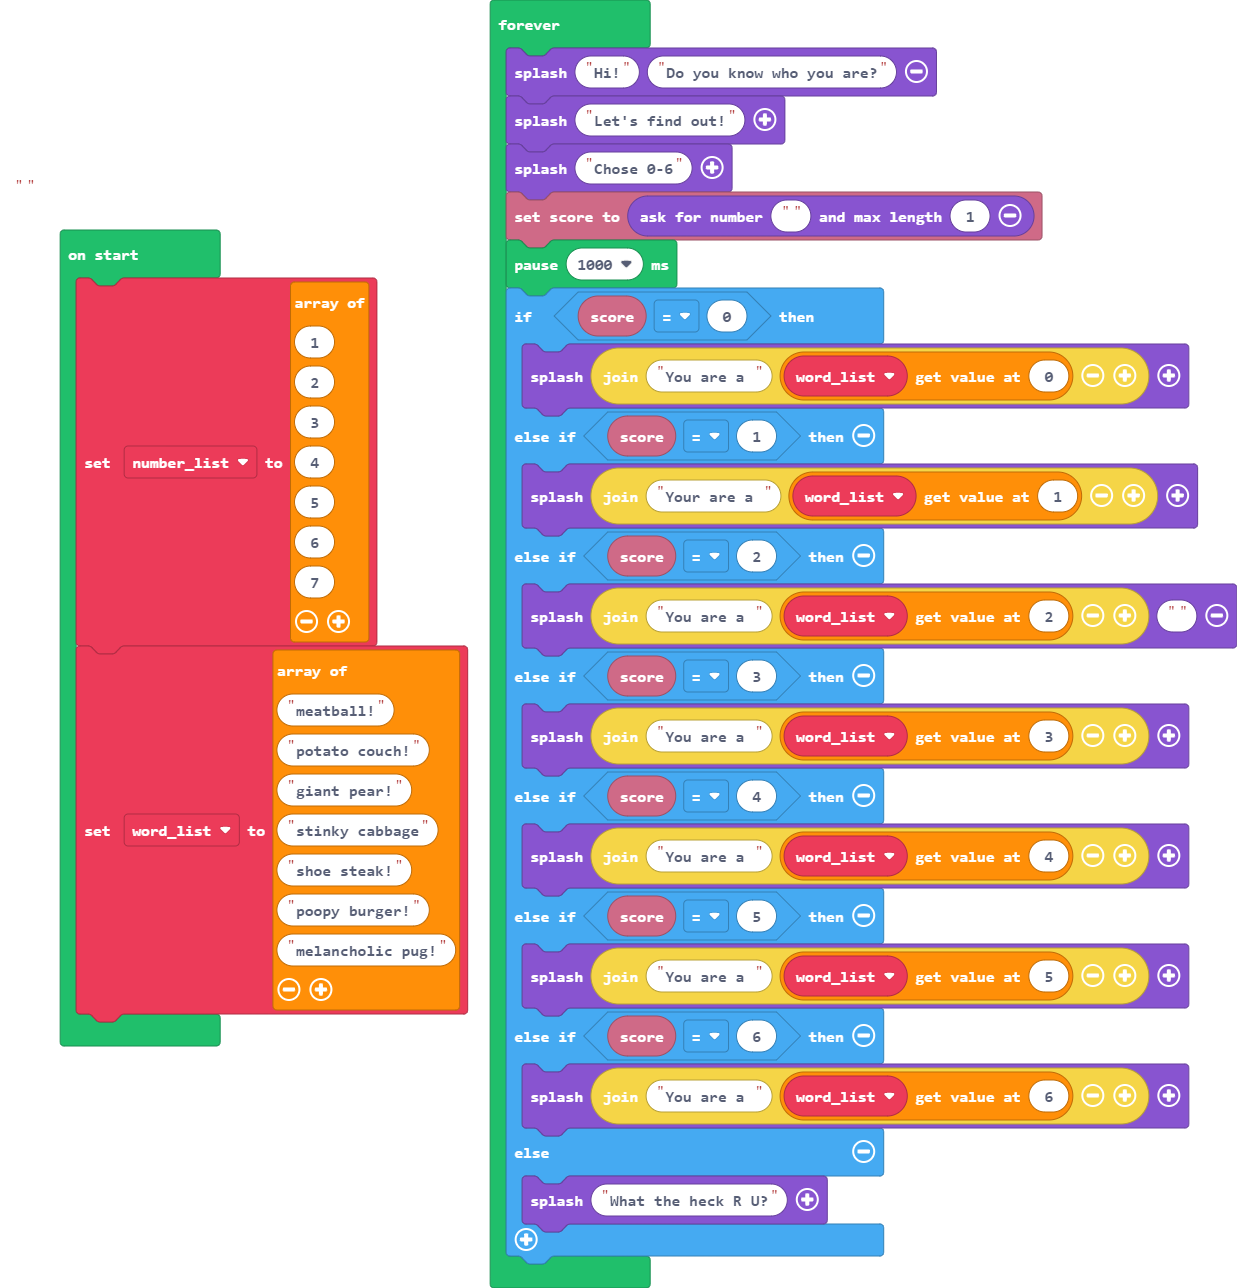 " "
on start
set number_list to array of
1
2
3
4
5
6
7
set word_list to array of
"meatball!"
"potato couch!"
"giant pear!"
"stinky cabbage"
"shoe steak!"
"poopy burger!"
"melancholic pug!"
forever
splash "Hi!" "Do you know who you are?"
splash "Let's find out!"
splash "Chose 0-6"
set score to ask for number " " and max length 1
pause 1000 ms
if score = 0 then
splash join "You are a " word_list get value at 0
else if score = 1 then
splash join "Your are a " word_list get value at 1
else if score = 2 then
splash join "You are a " word_list get value at 2 " "
else if score = 3 then
splash join "You are a " word_list get value at 3
else if score = 4 then
splash join "You are a " word_list get value at 4
else if score = 5 then
splash join "You are a " word_list get value at 5
else if score = 6 then
splash join "You are a " word_list get value at 6
else
splash "What the heck R U?"